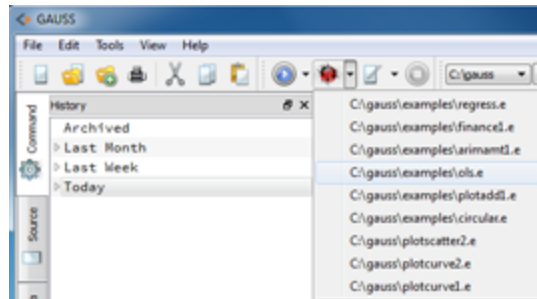 GAUSS
File Edit Tools View Help
C:\gauss
Command
Source
History
Archived
Last Month
Last Week
Today
C:\gauss\examples\regress.e
C:\gauss\examples\finance1.e
C:\gauss\examples\arimamt1.e
C:\gauss\examples\ols.e
C:\gauss\examples\plotadd1.e
C:\gauss\examples\circular.e
C:\gauss\plotscatter2.e
C:\gauss\plotcurve2.e
C:\gauss\plotcurve1.e